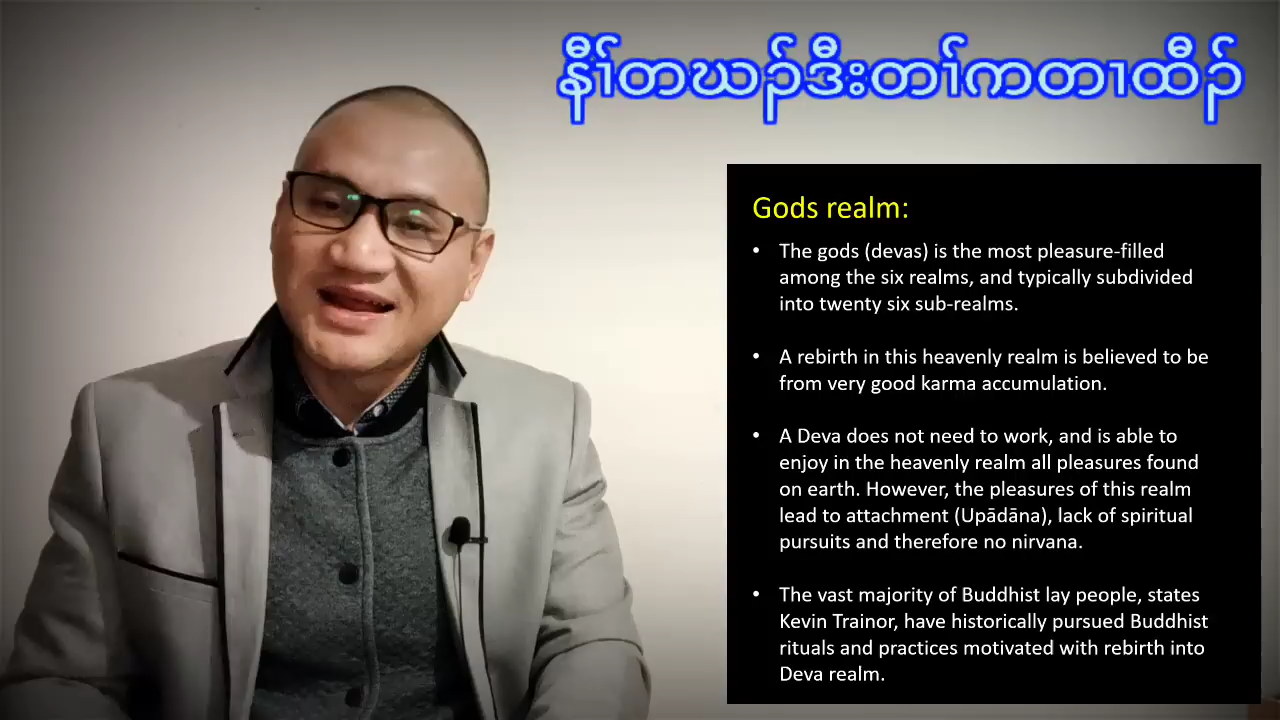 နီၢ်တဃၣ်ဒီးတၢ်ကတၢထီၣ်
Gods realm:
• The gods (devas) is the most pleasure-filled
among the six realms, and typically subdivided
into twenty six sub-realms.
• A rebirth in this heavenly realm is believed to be
from very good karma accumulation.
• A Deva does not need to work, and is able to
enjoy in the heavenly realm all pleasures found
on earth. However, the pleasures of this realm
lead to attachment (Upādāna), lack of spiritual
pursuits and therefore no nirvana.
• The vast majority of Buddhist lay people, states
Kevin Trainor, have historically pursued Buddhist
rituals and practices motivated with rebirth into
Deva realm.